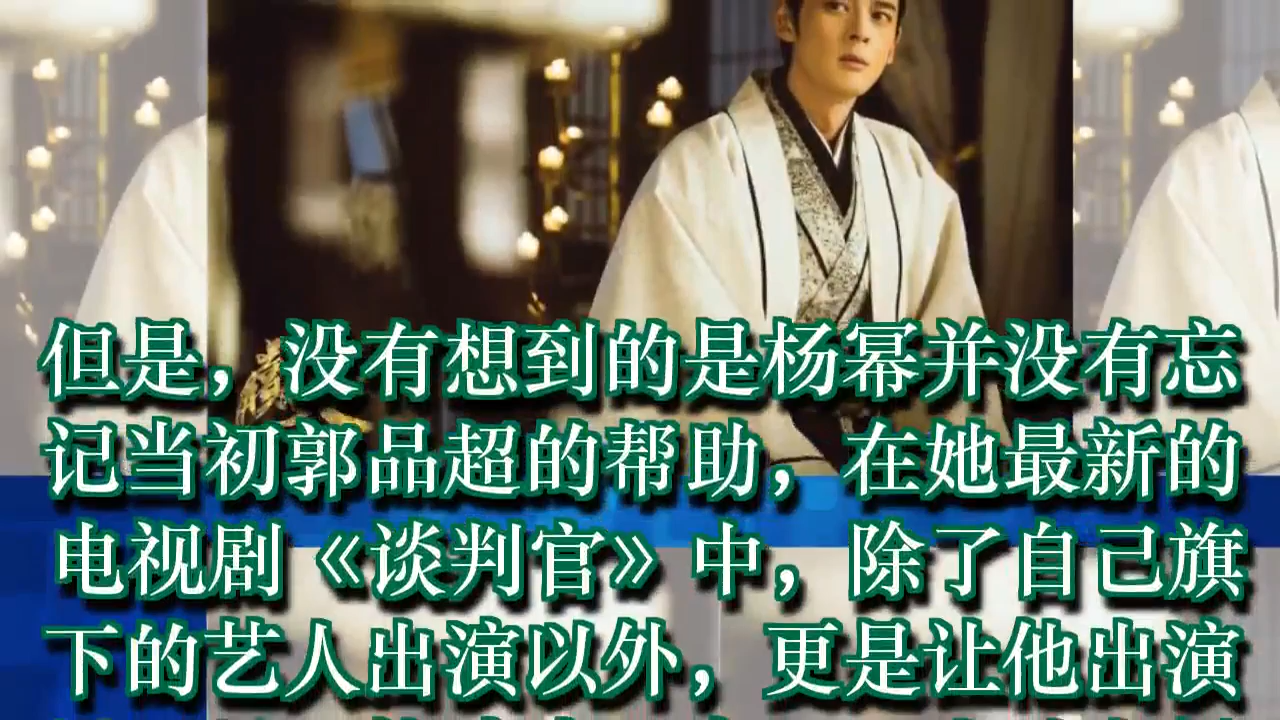 但是，没有想到的是杨幂并没有忘
记当初郭品超的帮助，在她最新的
电视剧《谈判官》中，除了自己旗
下的艺人出演以外，更是让他出演